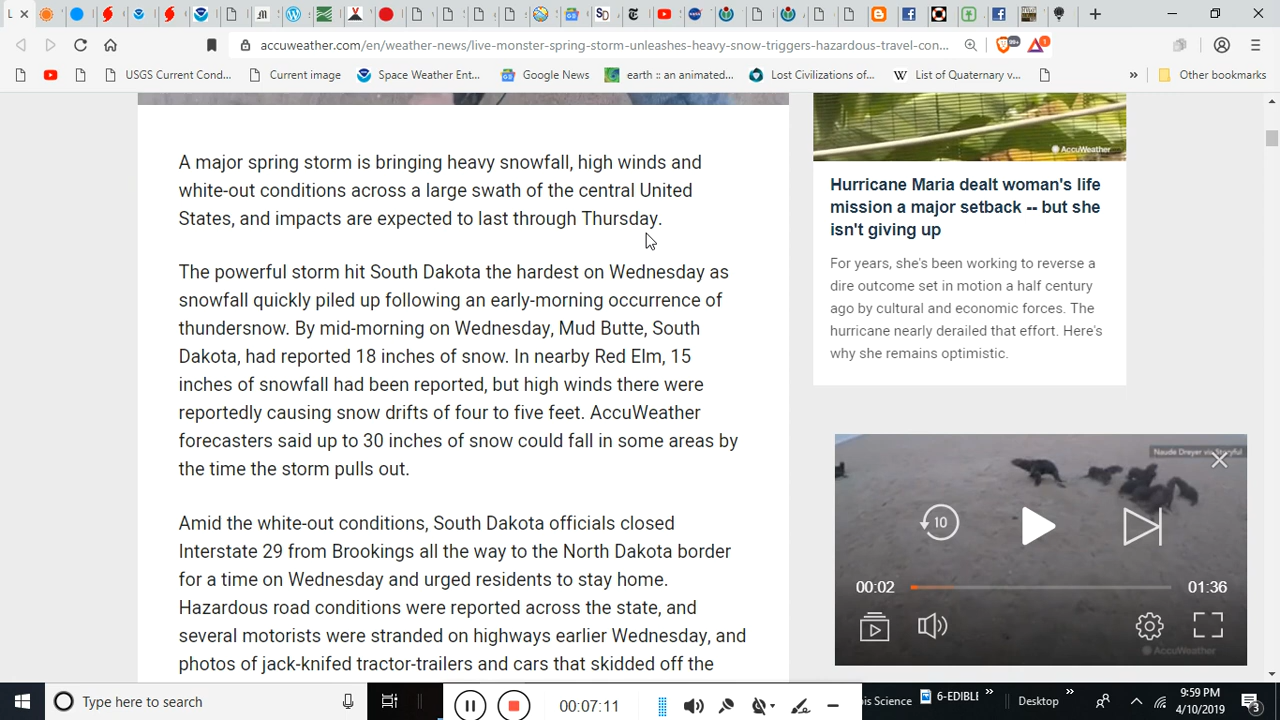 L
SD
accuweather.com/en/weather-news/live-monster-spring-storm-unleashes-heavy-snow-triggers-hazardous-travel-con...
99+
1
USGS Current Cond...
Current image
Space Weather Ent...
Google News
earth :: an animated...
Lost Civilizations of...
W List of Quaternary v...
»
Other bookmarks
A major spring storm is bringing heavy snowfall, high winds and
white-out conditions across a large swath of the central United
States, and impacts are expected to last through Thursday.
The powerful storm hit South Dakota the hardest on Wednesday as
snowfall quickly piled up following an early-morning occurrence of
thundersnow. By mid-morning on Wednesday, Mud Butte, South
Dakota, had reported 18 inches of snow. In nearby Red Elm, 15
inches of snowfall had been reported, but high winds there were
reportedly causing snow drifts of four to five feet. AccuWeather
forecasters said up to 30 inches of snow could fall in some areas by
the time the storm pulls out.
Amid the white-out conditions, South Dakota officials closed
Interstate 29 from Brookings all the way to the North Dakota border
for a time on Wednesday and urged residents to stay home.
Hazardous road conditions were reported across the state, and
several motorists were stranded on highways earlier Wednesday, and
photos of jack-knifed tractor-trailers and cars that skidded off the
AccuWeather
Hurricane Maria dealt woman's life
mission a major setback -- but she
isn't giving up
For years, she's been working to reverse a
dire outcome set in motion a half century
ago by cultural and economic forces. The
hurricane nearly derailed that effort. Here's
why she remains optimistic.
Naude Dreyer via Storyful
10
00:02
01:36
AccuWeather
Type here to search
00:07:11
is Science
6-EDIBLE
»
Desktop
»
9:59 PM
4/10/2019
3